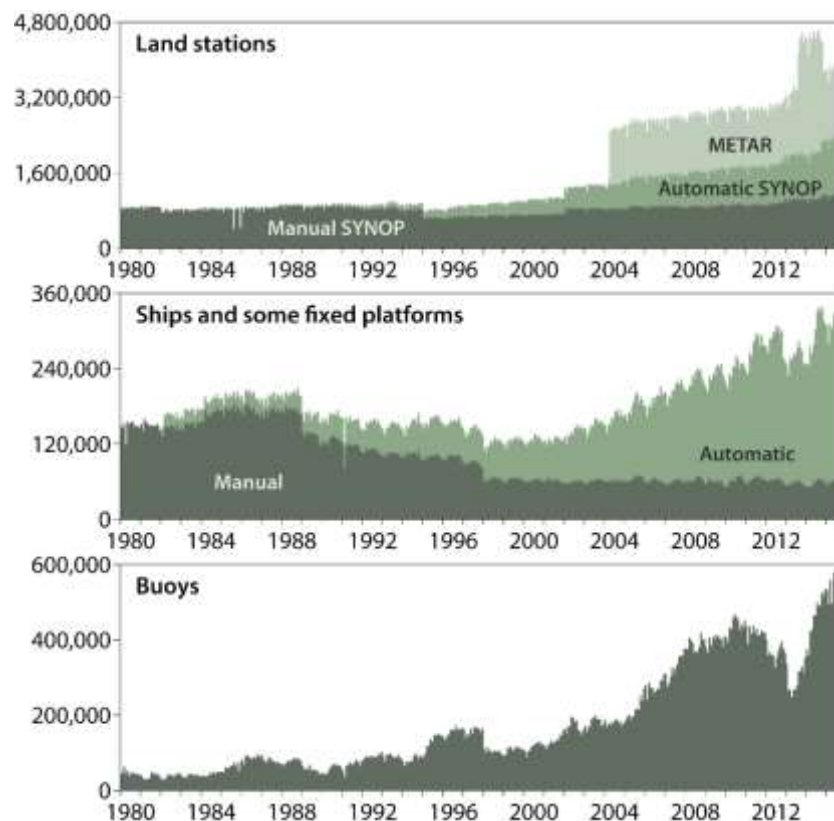 4,800,000
Land stations
3,200,000
METAR
1,600,000
Automatic SYNOP
Manual SYNOP
0
1980 1984 1988 1992 1996 2000 2004 2008 2012
360,000
Ships and some fixed platforms
240,000
120,000
Automatic
Manual
0
1980 1984 1988 1992 1996 2000 2004 2008 2012
600,000
Buoys
400,000
200,000
0
1980 1984 1988 1992 1996 2000 2004 2008 2012